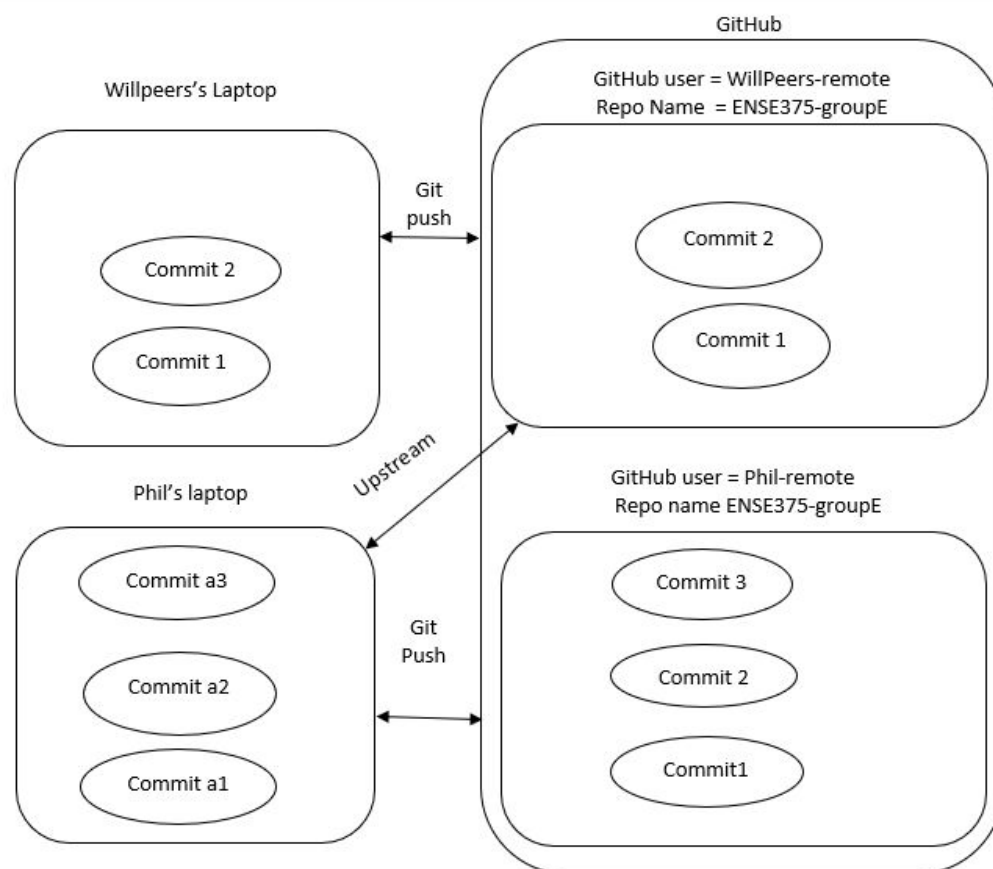 GitHub
Willpeers's Laptop
GitHub user = WillPeers-remote
Repo Name  = ENSE375-groupE
Git
push
Commit 2
Commit 1
Commit 2
Commit 1
Upstream
Phil's laptop
GitHub user = Phil-remote
Repo name ENSE375-groupE
Commit a3
Commit a2
Commit a1
Git
Push
Commit 3
Commit 2
Commit1